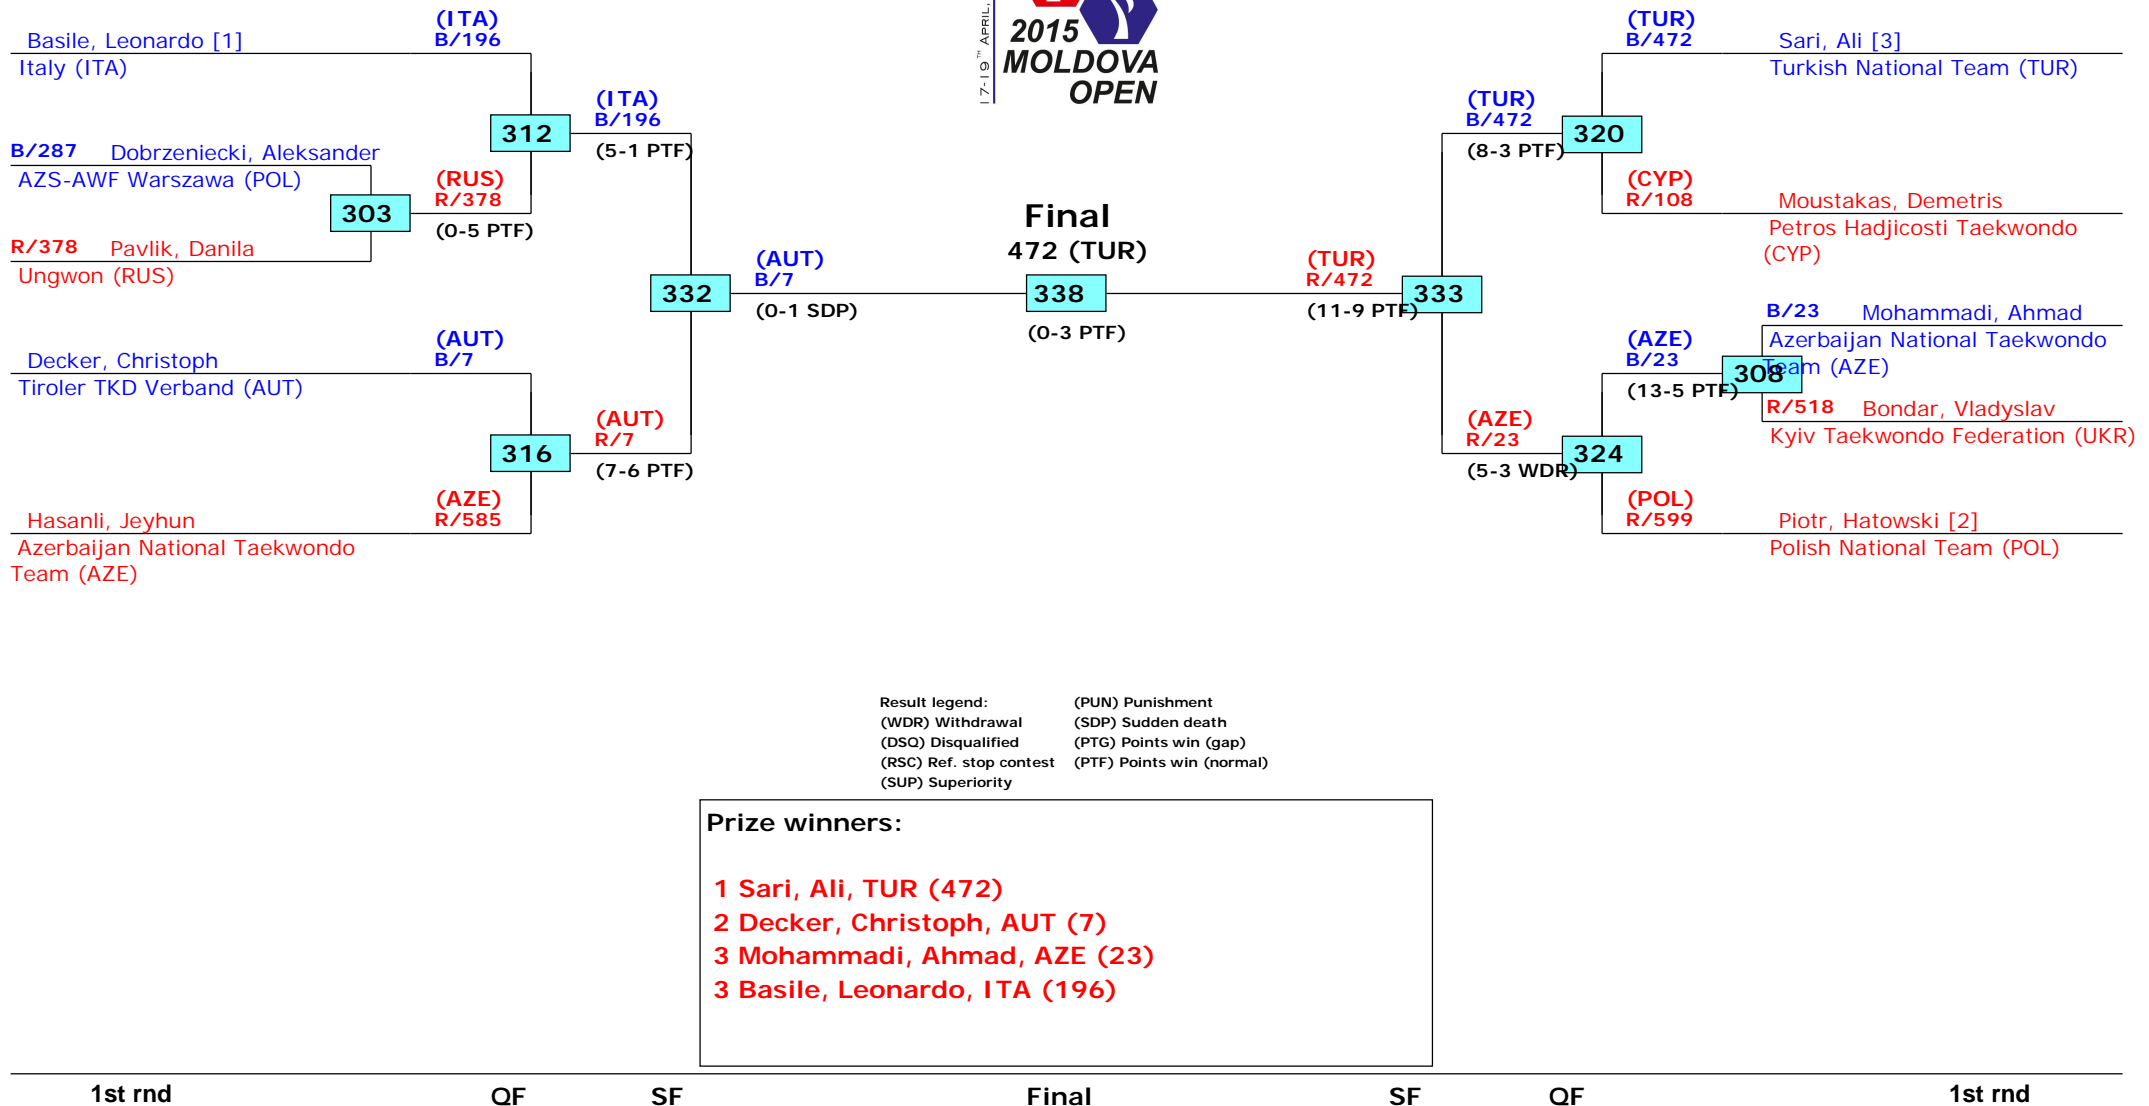 17-19TH APRIL,
2015
MOLDOVA
OPEN
(ITA)
B/196
Basile, Leonardo [1]
Italy (ITA)
312
(ITA)
B/196
(5-1 PTF)
B/287 Dobrzeniecki, Aleksander
AZS-AWF Warszawa (POL)
303
(RUS)
R/378
(0-5 PTF)
R/378 Pavlik, Danila
Ungwon (RUS)
332
(AUT)
B/7
(0-1 SDP)
Decker, Christoph
Tiroler TKD Verband (AUT)
(AUT)
B/7
316
(AUT)
R/7
(7-6 PTF)
(AZE)
R/585
Hasanli, Jeyhun
Azerbaijan National Taekwondo
Team (AZE)
Final
472 (TUR)
338
(0-3 PTF)
(TUR)
R/472
(11-9 PTF)
333
(TUR)
B/472
(8-3 PTF)
320
(TUR)
B/472
Sari, Ali [3]
Turkish National Team (TUR)
(CYP)
R/108
Moustakas, Demetris
Petros Hadjicosti Taekwondo
(CYP)
B/23 Mohammadi, Ahmad
Azerbaijan National Taekwondo
Team (AZE)
308
(AZE)
B/23
(13-5 PTF)
R/518 Bondar, Vladyslav
Kyiv Taekwondo Federation (UKR)
(AZE)
R/23
(5-3 WDR)
324
(POL)
R/599
Piotr, Hatowski [2]
Polish National Team (POL)
Result legend: (PUN) Punishment
(WDR) Withdrawal (SDP) Sudden death
(DSQ) Disqualified (PTG) Points win (gap)
(RSC) Ref. stop contest (PTF) Points win (normal)
(SUP) Superiority
Prize winners:
1 Sari, Ali, TUR (472)
2 Decker, Christoph, AUT (7)
3 Mohammadi, Ahmad, AZE (23)
3 Basile, Leonardo, ITA (196)
1st rnd QF SF Final SF QF 1st rnd